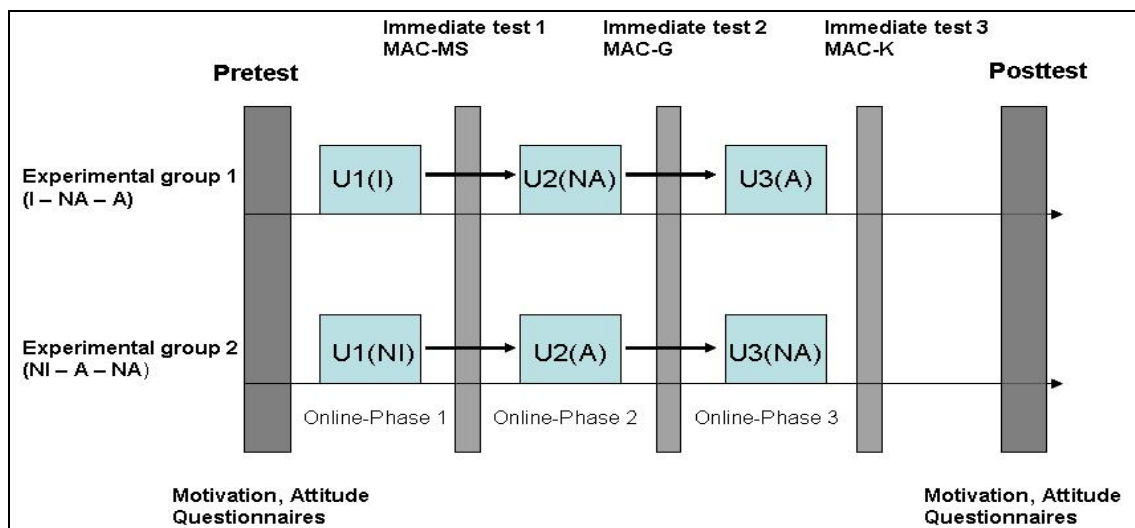 Immediate test 1
MAC-MS
Immediate test 2
MAC-G
Immediate test 3
MAC-K
Pretest
Posttest
Experimental group 1
(I – NA – A)
U1(I)
U2(NA)
U3(A)
Experimental group 2
(NI – A – NA)
U1(NI)
U2(A)
U3(NA)
Online-Phase 1
Online-Phase 2
Online-Phase 3
Motivation, Attitude
Questionnaires
Motivation, Attitude
Questionnaires